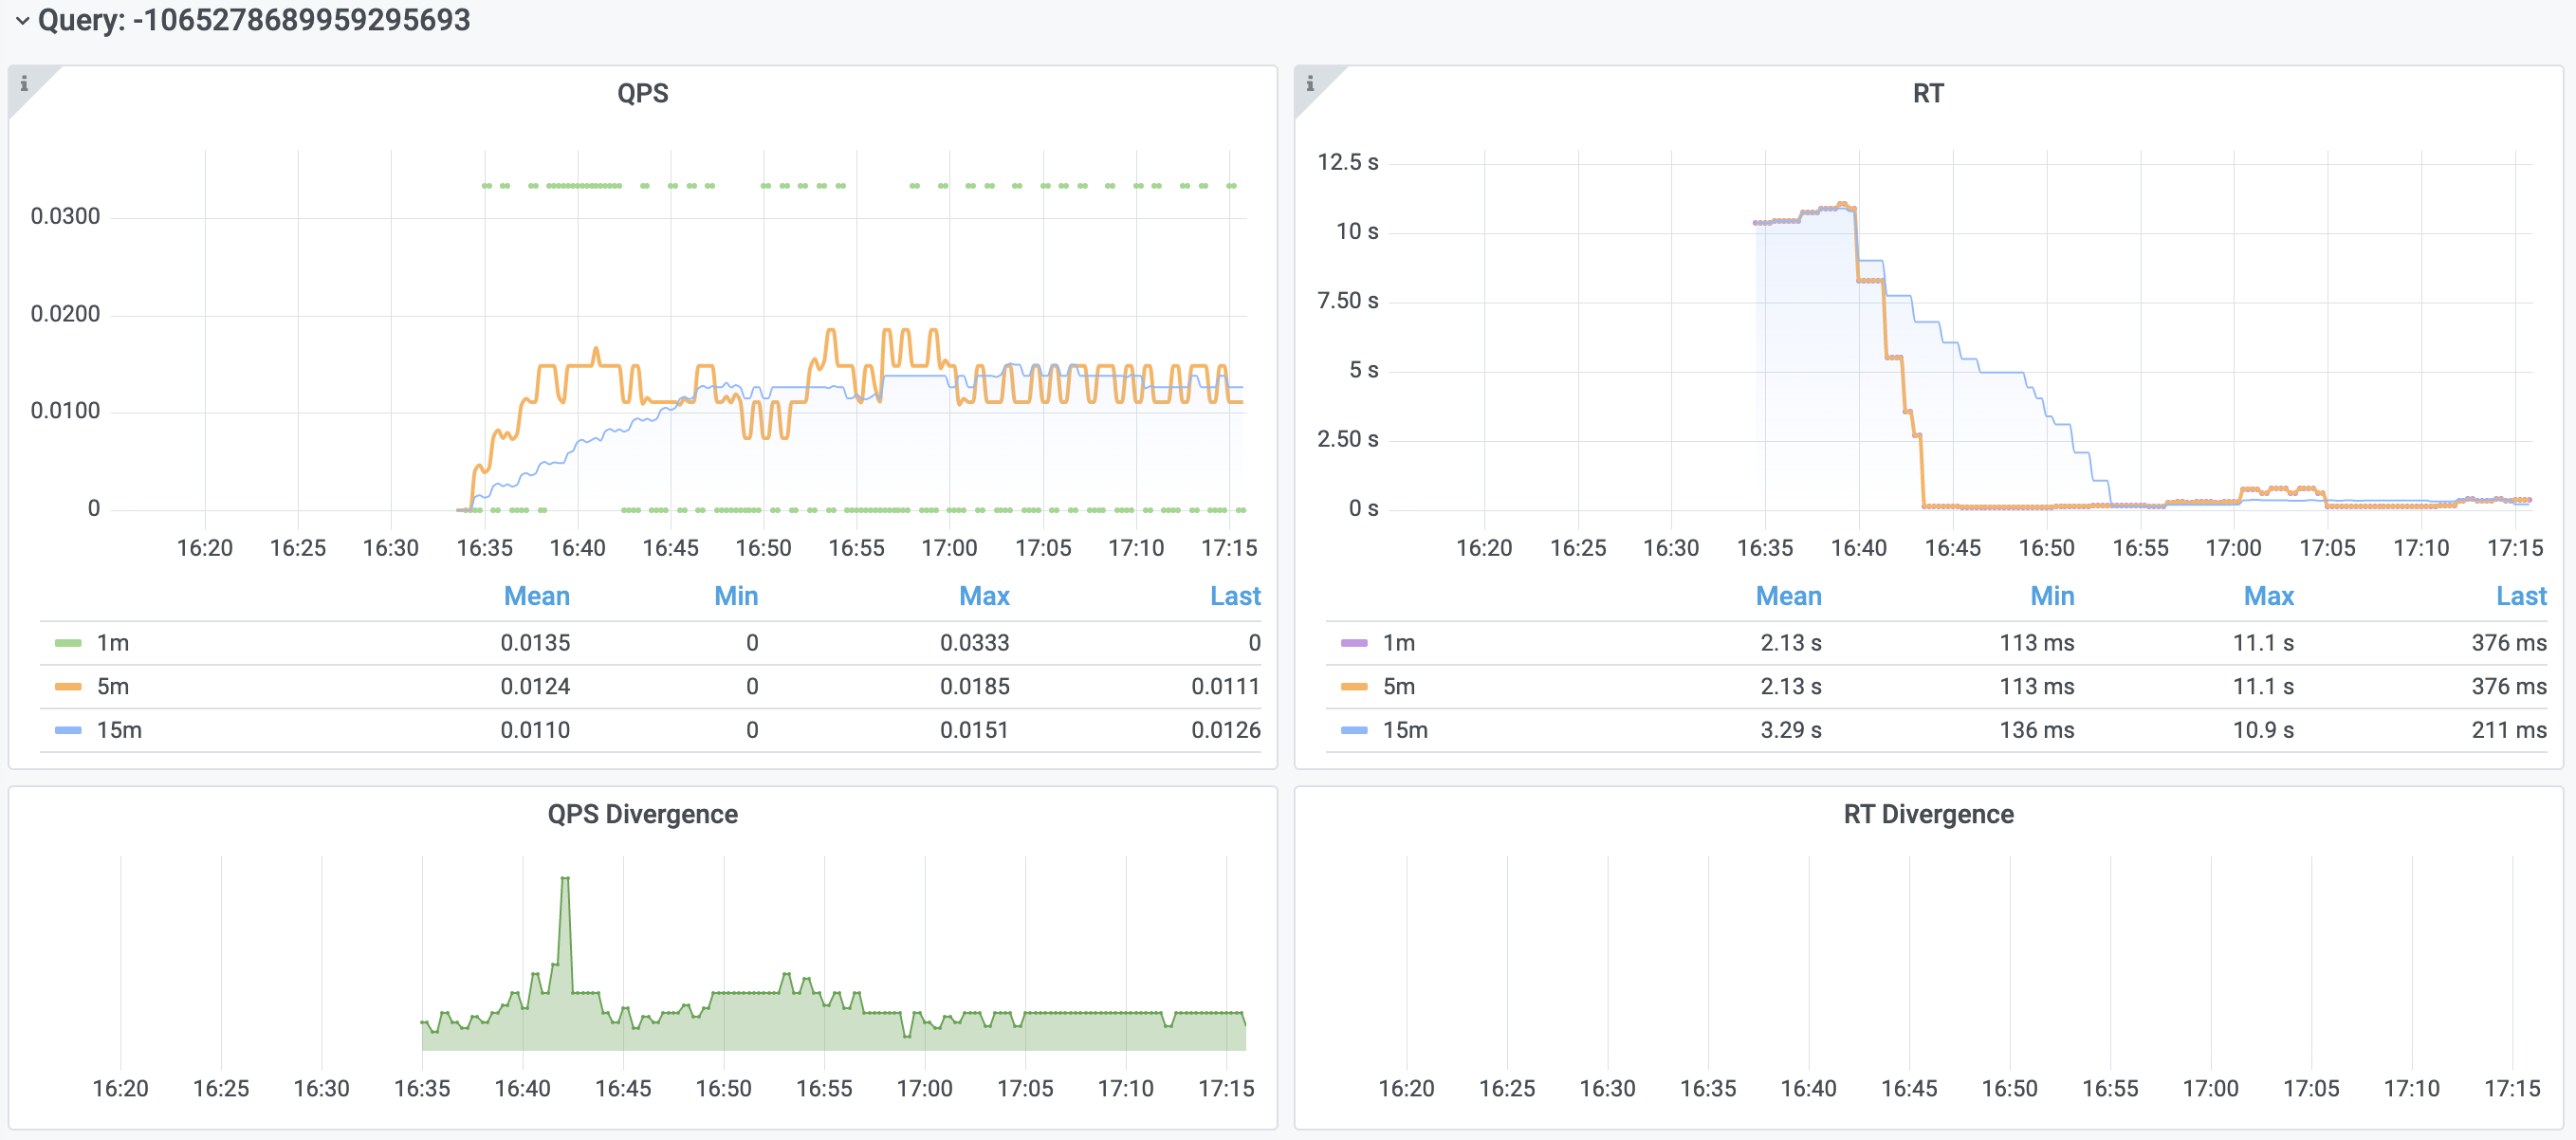 Query: -1065278689959295693
i
QPS
0.0300
0.0200
0.0100
0
16:20 16:25 16:30 16:35 16:40 16:45 16:50 16:55 17:00 17:05 17:10 17:15
Mean Min Max Last
1m 0.0135 0 0.0333 0
5m 0.0124 0 0.0185 0.0111
15m 0.0110 0 0.0151 0.0126
i
RT
12.5 s
10 s
7.50 s
5 s
2.50 s
0 s
16:20 16:25 16:30 16:35 16:40 16:45 16:50 16:55 17:00 17:05 17:10 17:15
Mean Min Max Last
1m 2.13 s 113 ms 11.1 s 376 ms
5m 2.13 s 113 ms 11.1 s 376 ms
15m 3.29 s 136 ms 10.9 s 211 ms
QPS Divergence
16:20 16:25 16:30 16:35 16:40 16:45 16:50 16:55 17:00 17:05 17:10 17:15
RT Divergence
16:20 16:25 16:30 16:35 16:40 16:45 16:50 16:55 17:00 17:05 17:10 17:15